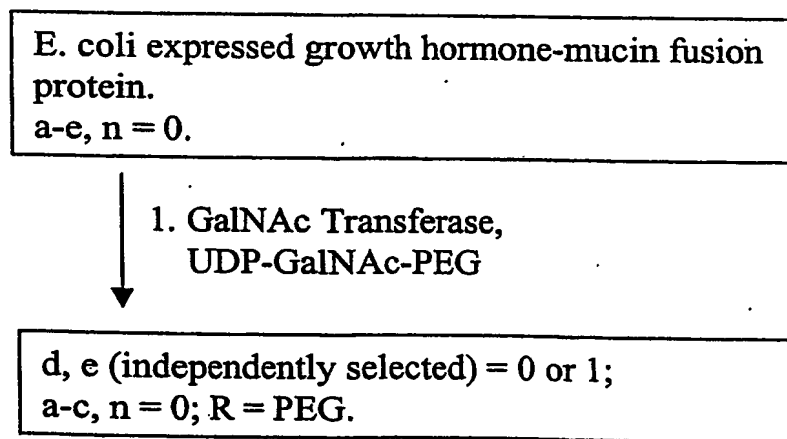 E. coli expressed growth hormone-mucin fusion
protein.
a-e, n = 0.
1. GalNAc Transferase,
UDP-GalNAc-PEG
d, e (independently selected) = 0 or 1;
a-c, n = 0; R = PEG.